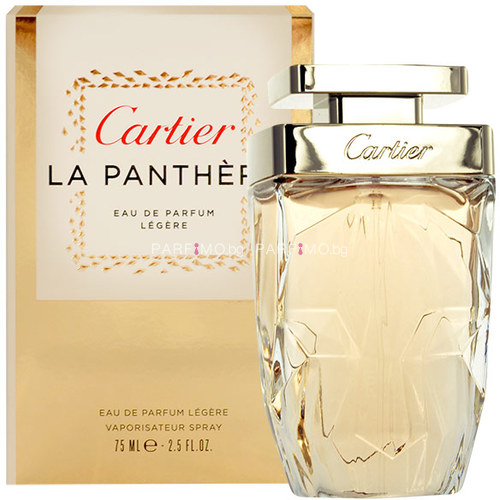 Cartier
LA PANTHÈR
EAU DE PARFUM
LÉGÈRE
PARFIMO.bg PARFIMO.bg
EAU DE PARFUM LÉGÈRE
VAPORISATEUR SPRAY
75 ML e - 2.5 FL.OZ.
Cartier